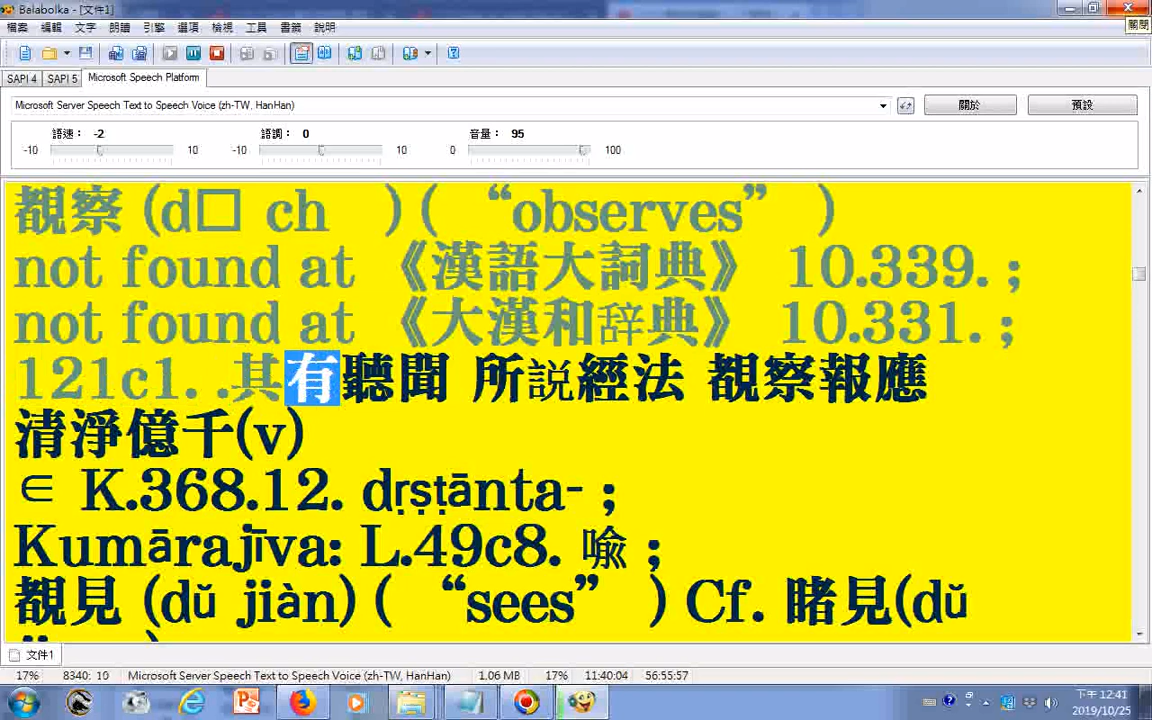 Balabolka - [文件1]
關閉
檔案 編輯 文字 朗讀 引擎 選項 檢視 工具 書籤 說明
SAPI 4 SAPI 5 Microsoft Speech Platform
Microsoft Server Speech Text to Speech Voice (zh-TW, HanHan) 關於 預設
語速： -2 語調： 0 音量： 95
-10 10 -10 10 0 100
覩察 (d□ ch ) ( “observes” )
not found at 《漢語大詞典》 10.339. ;
not found at 《大漢和辞典》 10.331. ;
121c1. .其有聽聞 所説經法 覩察報應
清淨億千(v)
∈ K.368.12. dṛṣṭānta- ;
Kumārajīva: L.49c8. 喩 ;
覩見 (dŭ jiàn) ( “sees” ) Cf. 睹見(dŭ
文件1
17% 8340: 10 Microsoft Server Speech Text to Speech Voice (zh-TW, HanHan) 1.06 MB 17% 11:40:04 56:55:57
下午 12:41
2019/10/25